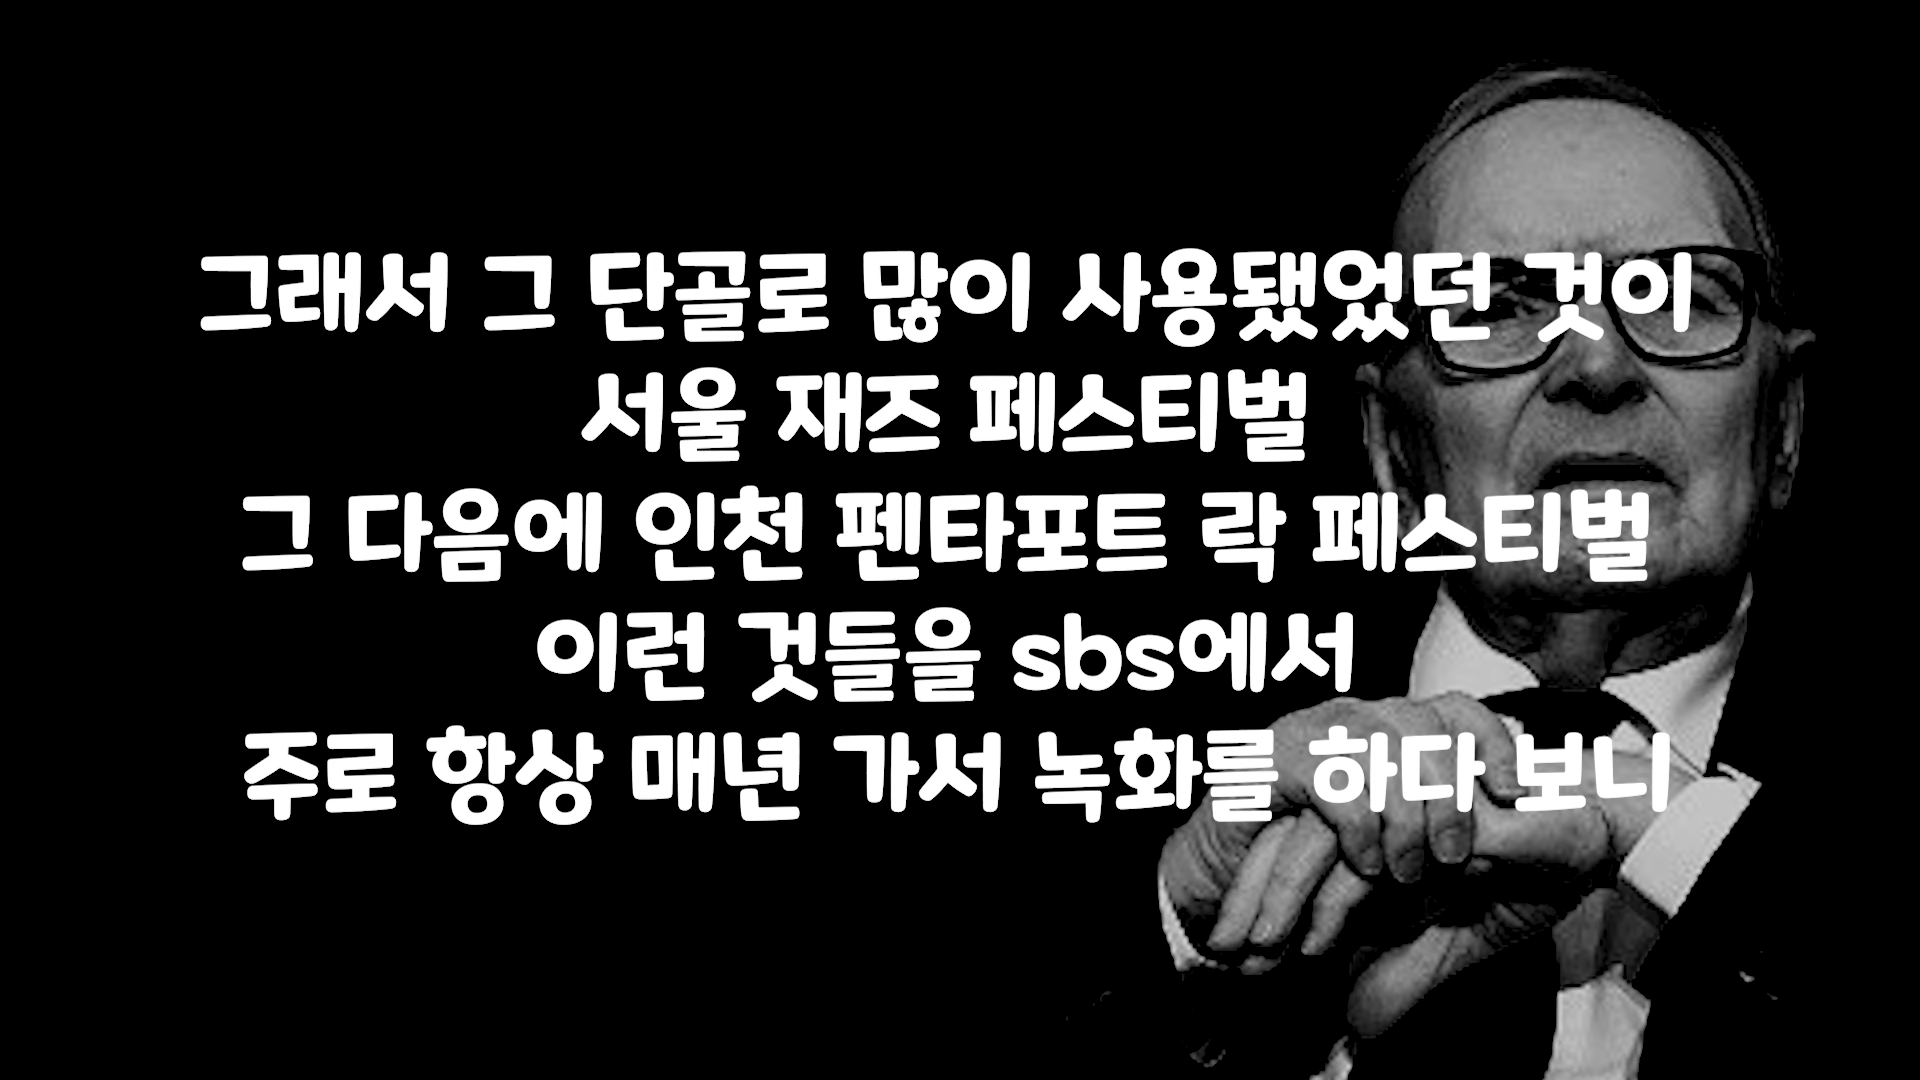 그래서 그 단골로 많이 사용됐었던 것이
서울 재즈 페스티벌
그 다음에 인천 펜타포트 락 페스티벌
이런 것들을 sbs에서
주로 항상 매년 가서 녹화를 하다 보니